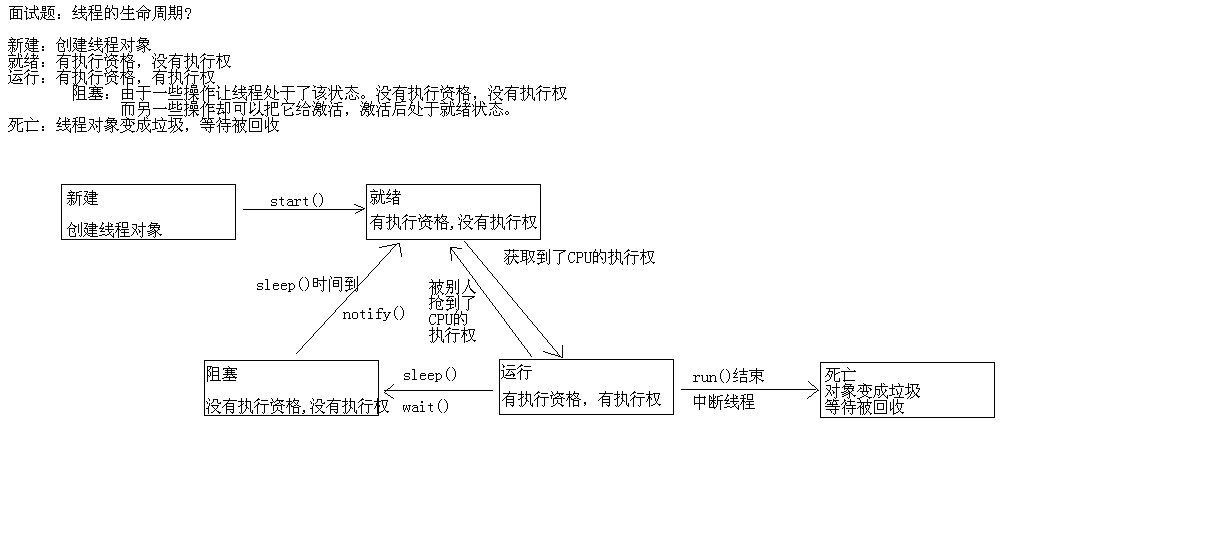 面试题：线程的生命周期？
新建：创建线程对象
就绪：有执行资格，没有执行权
运行：有执行资格，有执行权
阻塞：由于一些操作让线程处于了该状态。没有执行资格，没有执行权
而另一些操作却可以把它给激活，激活后处于就绪状态。
死亡：线程对象变成垃圾，等待被回收
新建
创建线程对象
start()
就绪
有执行资格,没有执行权
获取到了CPU的执行权
sleep()时间到
notify()
被别人
抢到了
CPU的
执行权
阻塞
没有执行资格,没有执行权
sleep()
wait()
运行
有执行资格，有执行权
run()结束
中断线程
死亡
对象变成垃圾
等待被回收